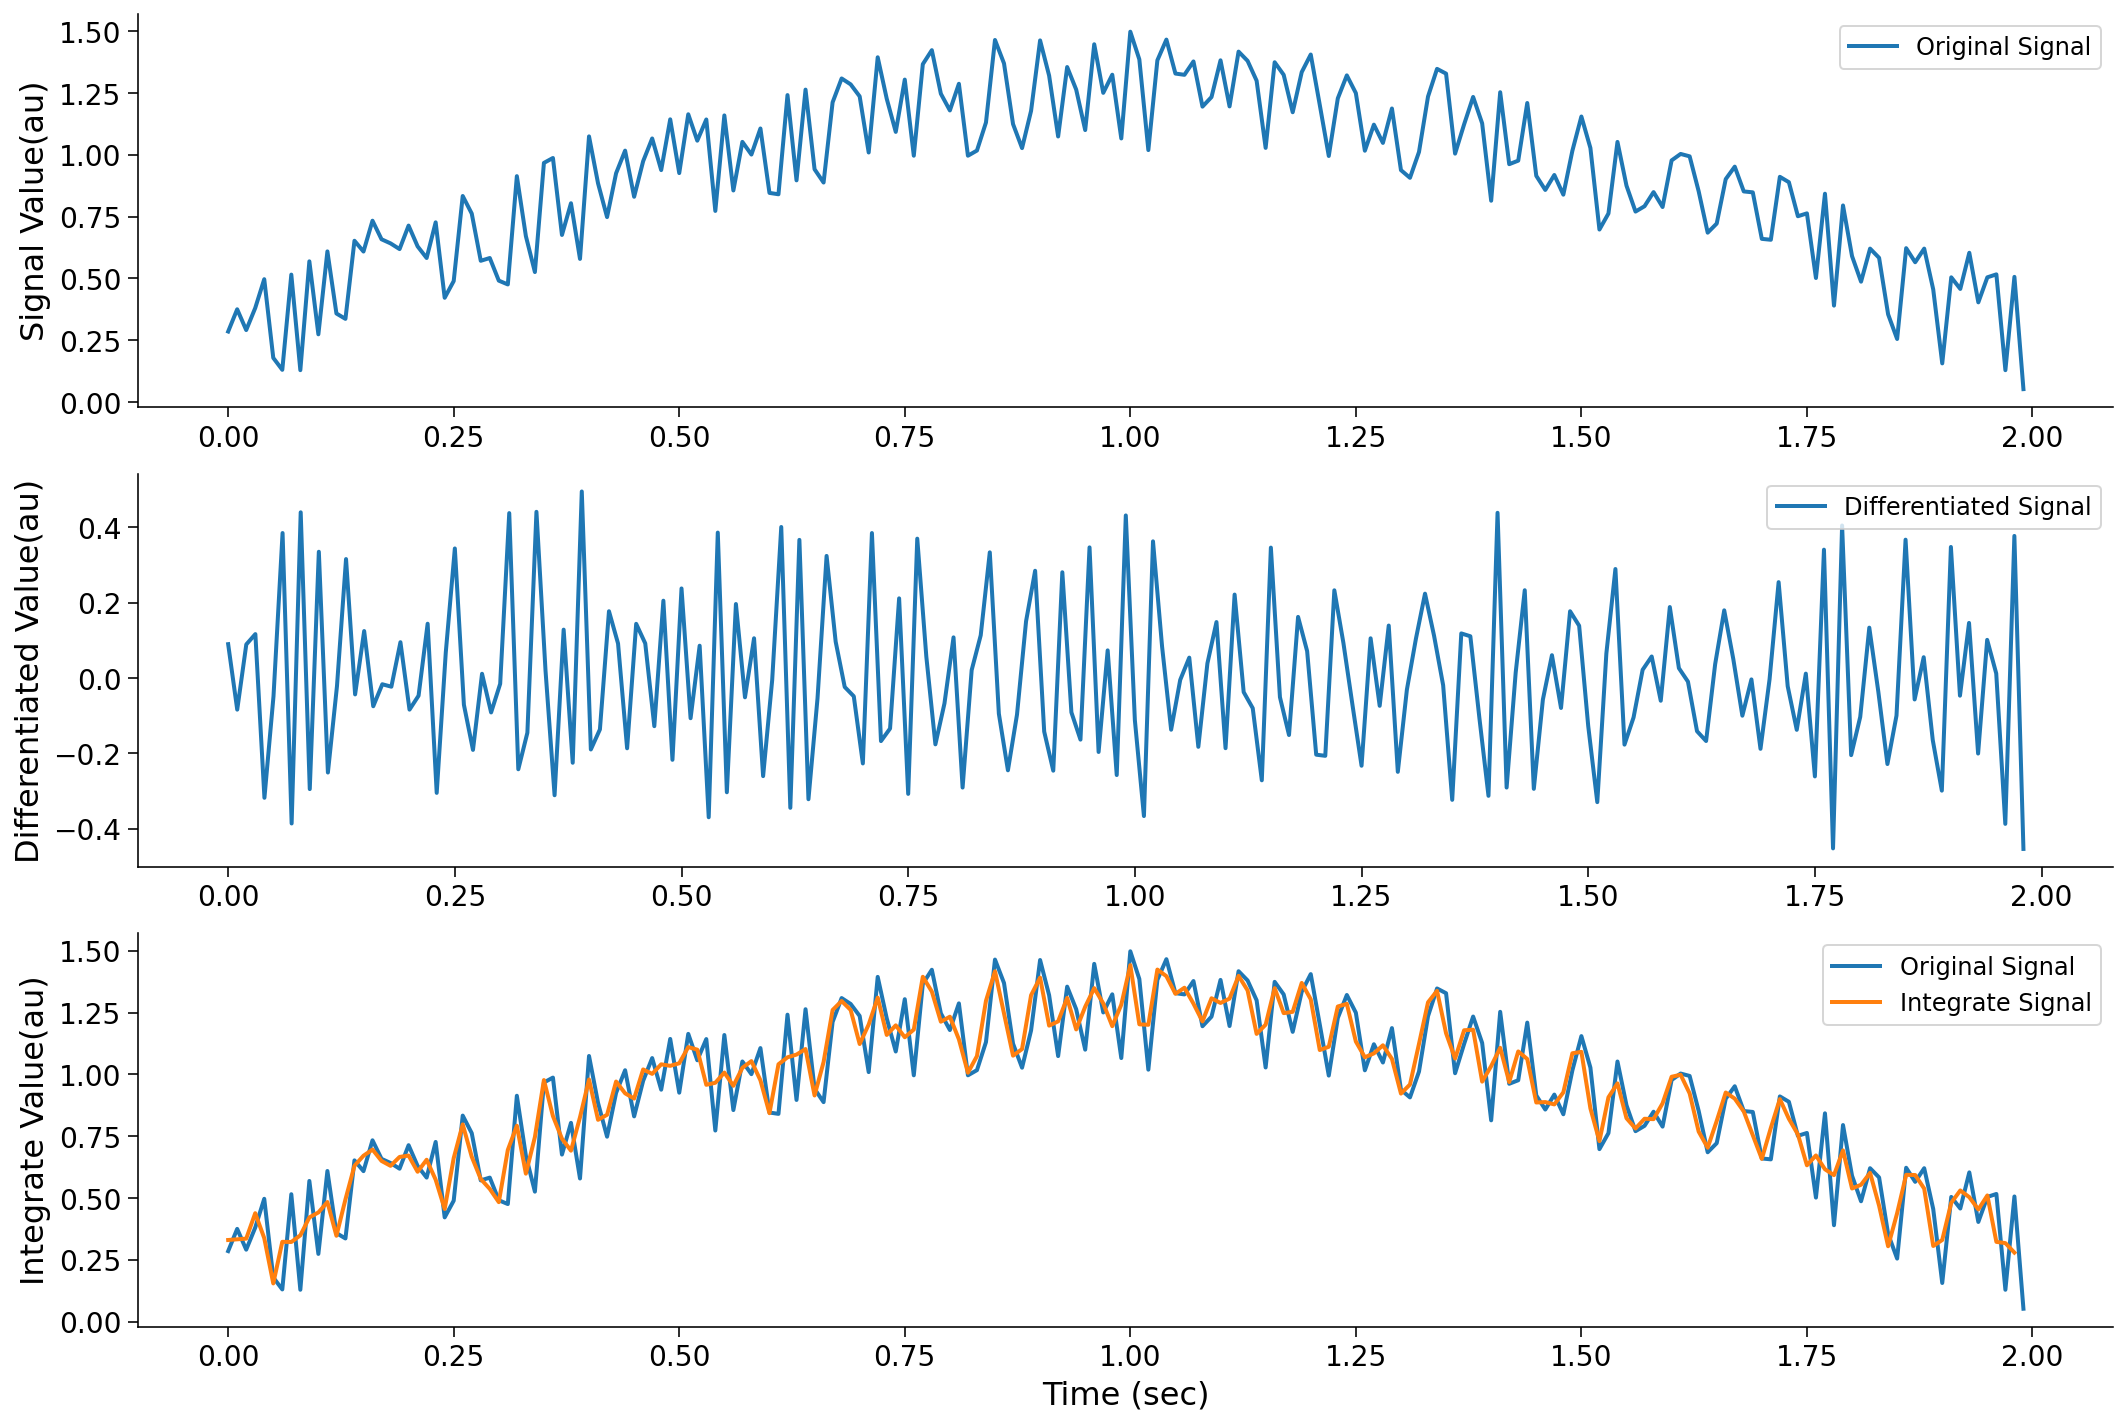 Signal Value(au)
1.50
1.25
1.00
0.75
0.50
0.25
0.00
Original Signal
0.00 0.25 0.50 0.75 1.00 1.25 1.50 1.75 2.00
Differentiated Value(au)
0.4
0.2
0.0
−0.2
−0.4
Differentiated Signal
0.00 0.25 0.50 0.75 1.00 1.25 1.50 1.75 2.00
Integrate Value(au)
1.50
1.25
1.00
0.75
0.50
0.25
0.00
Original Signal
Integrate Signal
0.00 0.25 0.50 0.75 1.00 1.25 1.50 1.75 2.00
Time (sec)